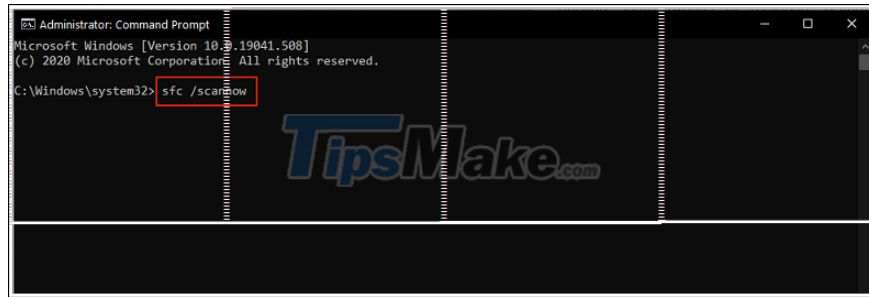 Administrator: Command Prompt
Microsoft Windows [Version 10.0.19041.508]
(c) 2020 Microsoft Corporation. All rights reserved.
C:\Windows\system32> sfc /scannow
TipsMake.com